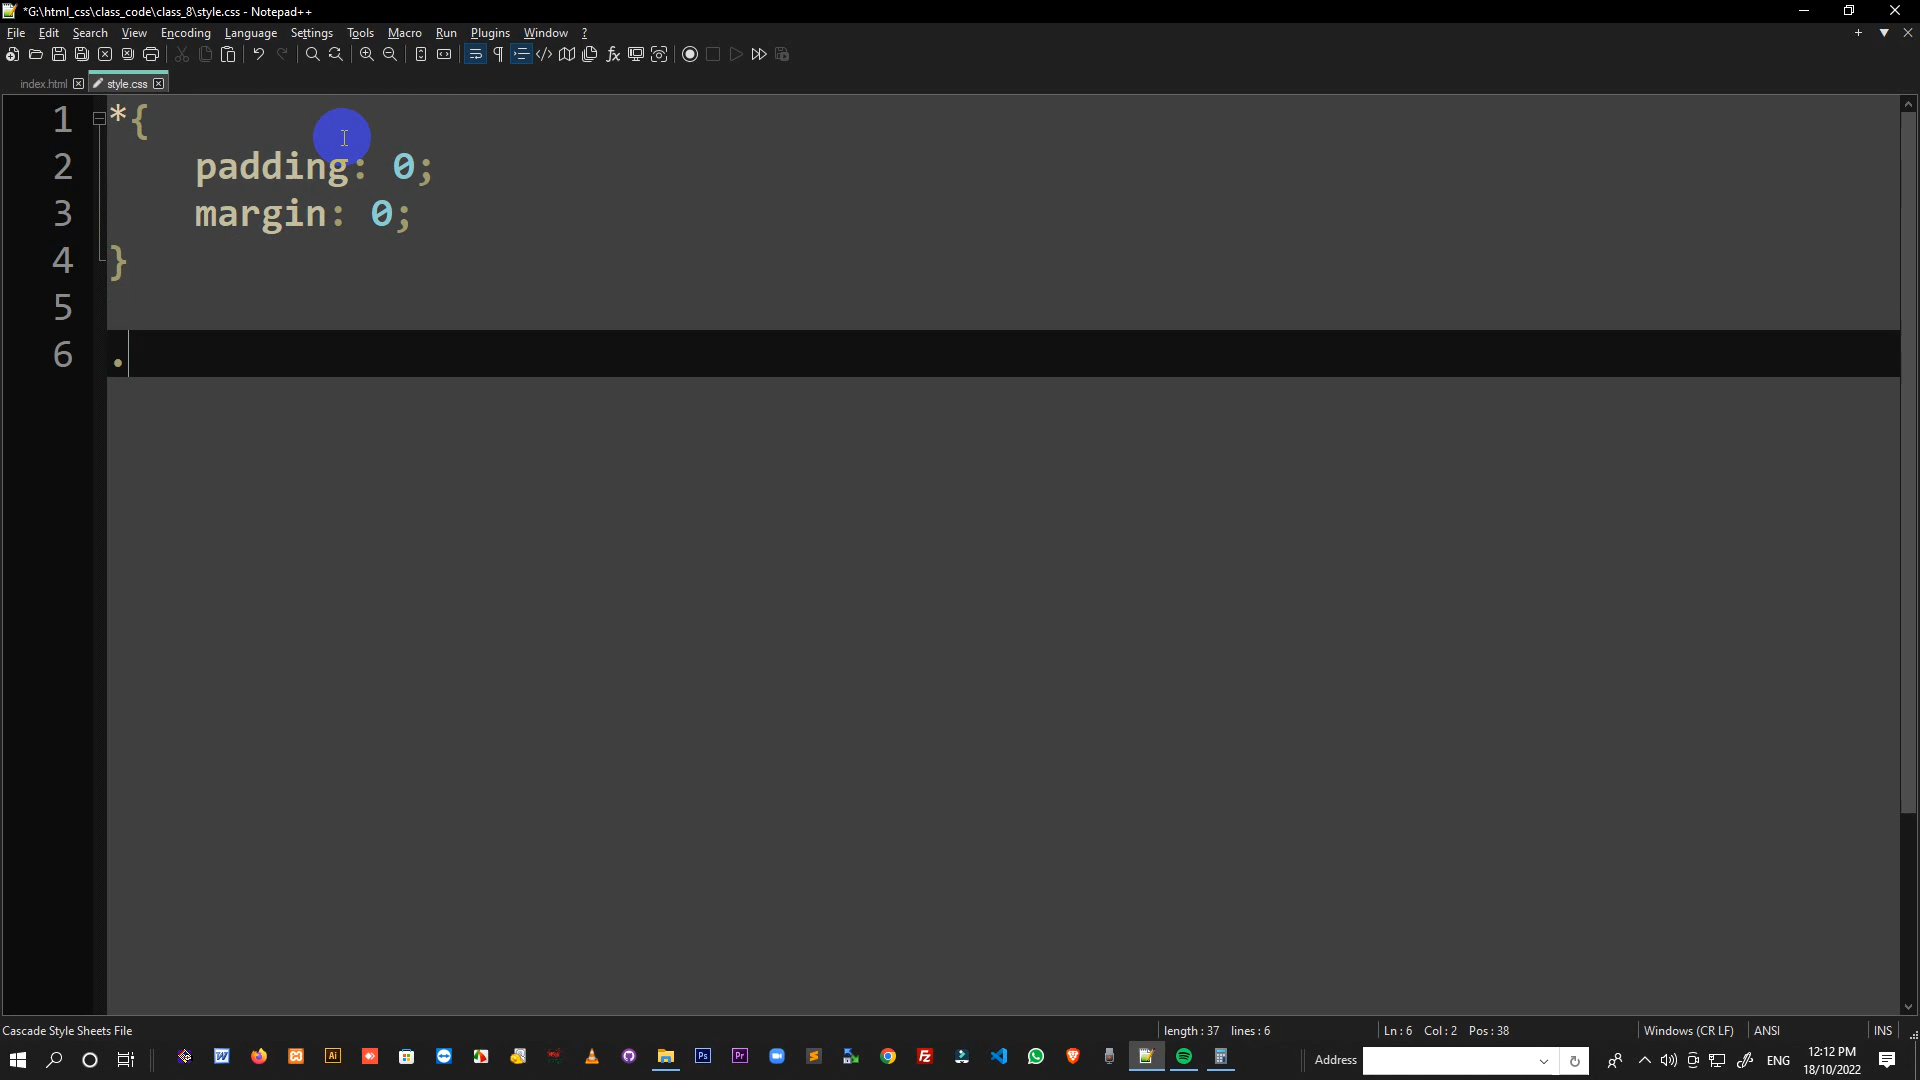 *G:\html_css\class_code\class_8\style.css - Notepad++
File Edit Search View Encoding Language Settings Tools Macro Run Plugins Window ?
index.html style.css
1 *{
2 padding: 0;
3 margin: 0;
4 }
5
6 .
Cascade Style Sheets File length : 37 lines : 6 Ln : 6 Col : 2 Pos : 38 Windows (CR LF) ANSI INS
Address ENG 12:12 PM
18/10/2022